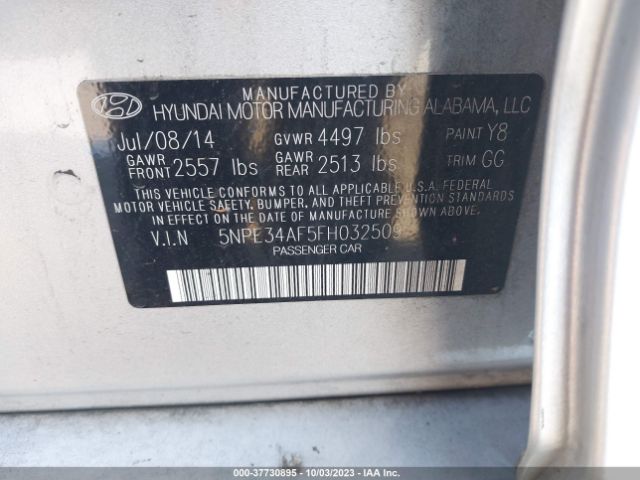 MANUFACTURED BY
HYUNDAI MOTOR MANUFACTURING ALABAMA, LLC
Jul/08/14 GVWR 4497 lbs PAINT Y8
GAWR FRONT 2557 lbs GAWR REAR 2513 lbs TRIM GG
THIS VEHICLE CONFORMS TO ALL APPLICABLE U.S.A. FEDERAL
MOTOR VEHICLE SAFETY, BUMPER, AND THEFT PREVENTION STANDARDS
IN EFFECT ON THE DATE OF MANUFACTURE SHOWN ABOVE.
V.I.N 5NPE34AF5FH032509
PASSENGER CAR
000-37730895 - 10/03/2023 - IAA Inc.